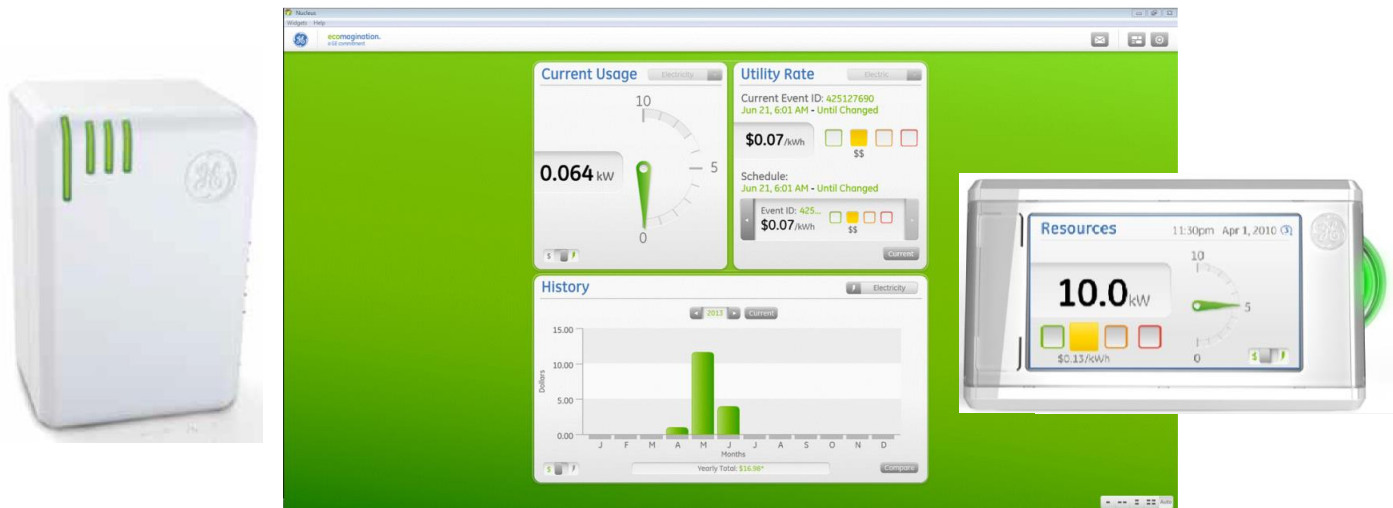 Nucleus
Widgets Help
ecomagination.
a GE commitment
Current Usage
Electricity
10
5
0
0.064 kW
$
Utility Rate
Electric
Current Event ID: 425127690
Jun 21, 6:01 AM - Until Changed
$0.07/kWh
$$
Schedule:
Jun 21, 6:01 AM - Until Changed
Event ID: 425...
$0.07/kWh
$$
Current
History
Electricity
2013
Current
15.00
10.00
5.00
0.00
Dollars
J F M A M J J A S O N D
Months
$
Yearly Total: $16.98*
Compare
Auto
GE
Resources
11:30pm Apr 1, 2010
10
5
0
10.0kW
$0.13/kWh
$
GE